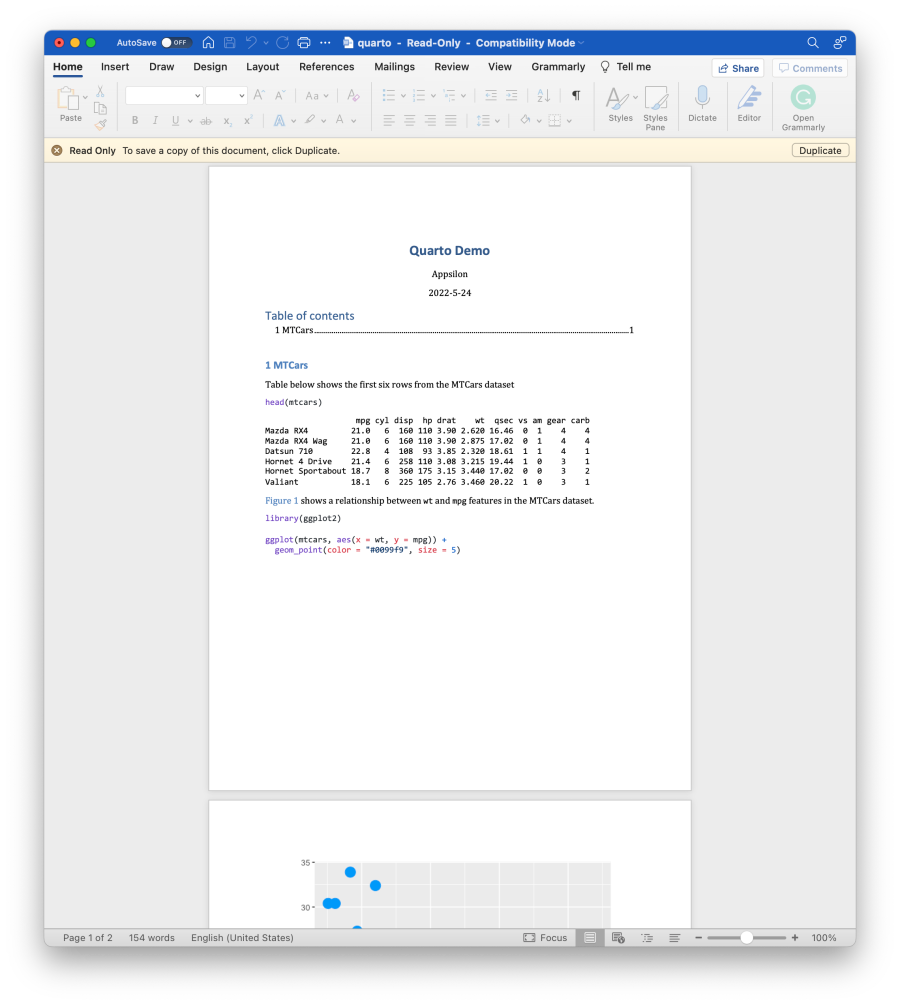 AutoSave OFF quarto - Read-Only - Compatibility Mode
Home Insert Draw Design Layout References Mailings Review View Grammarly Tell me Share Comments
Aa
Paste B I U ab x x A A Styles Styles Pane Dictate Editor Open Grammarly
Read Only To save a copy of this document, click Duplicate. Duplicate
Quarto Demo
Appsilon
2022-5-24
Table of contents
1 MTCars 1
1 MTCars
Table below shows the first six rows from the MTCars dataset
head(mtcars)
mpg cyl disp hp drat wt qsec vs am gear carb
Mazda RX4 21.0 6 160 110 3.90 2.620 16.46 0 1 4 4
Mazda RX4 Wag 21.0 6 160 110 3.90 2.875 17.02 0 1 4 4
Datsun 710 22.8 4 108 93 3.85 2.320 18.61 1 1 4 1
Hornet 4 Drive 21.4 6 258 110 3.08 3.215 19.44 1 0 3 1
Hornet Sportabout 18.7 8 360 175 3.15 3.440 17.02 0 0 3 2
Valiant 18.1 6 225 105 2.76 3.460 20.22 1 0 3 1
Figure 1 shows a relationship between wt and mpg features in the MTCars dataset.
library(ggplot2)
ggplot(mtcars, aes(x = wt, y = mpg)) +
geom_point(color = "#0099f9", size = 5)
35
30
Page 1 of 2 154 words English (United States) Focus 100%